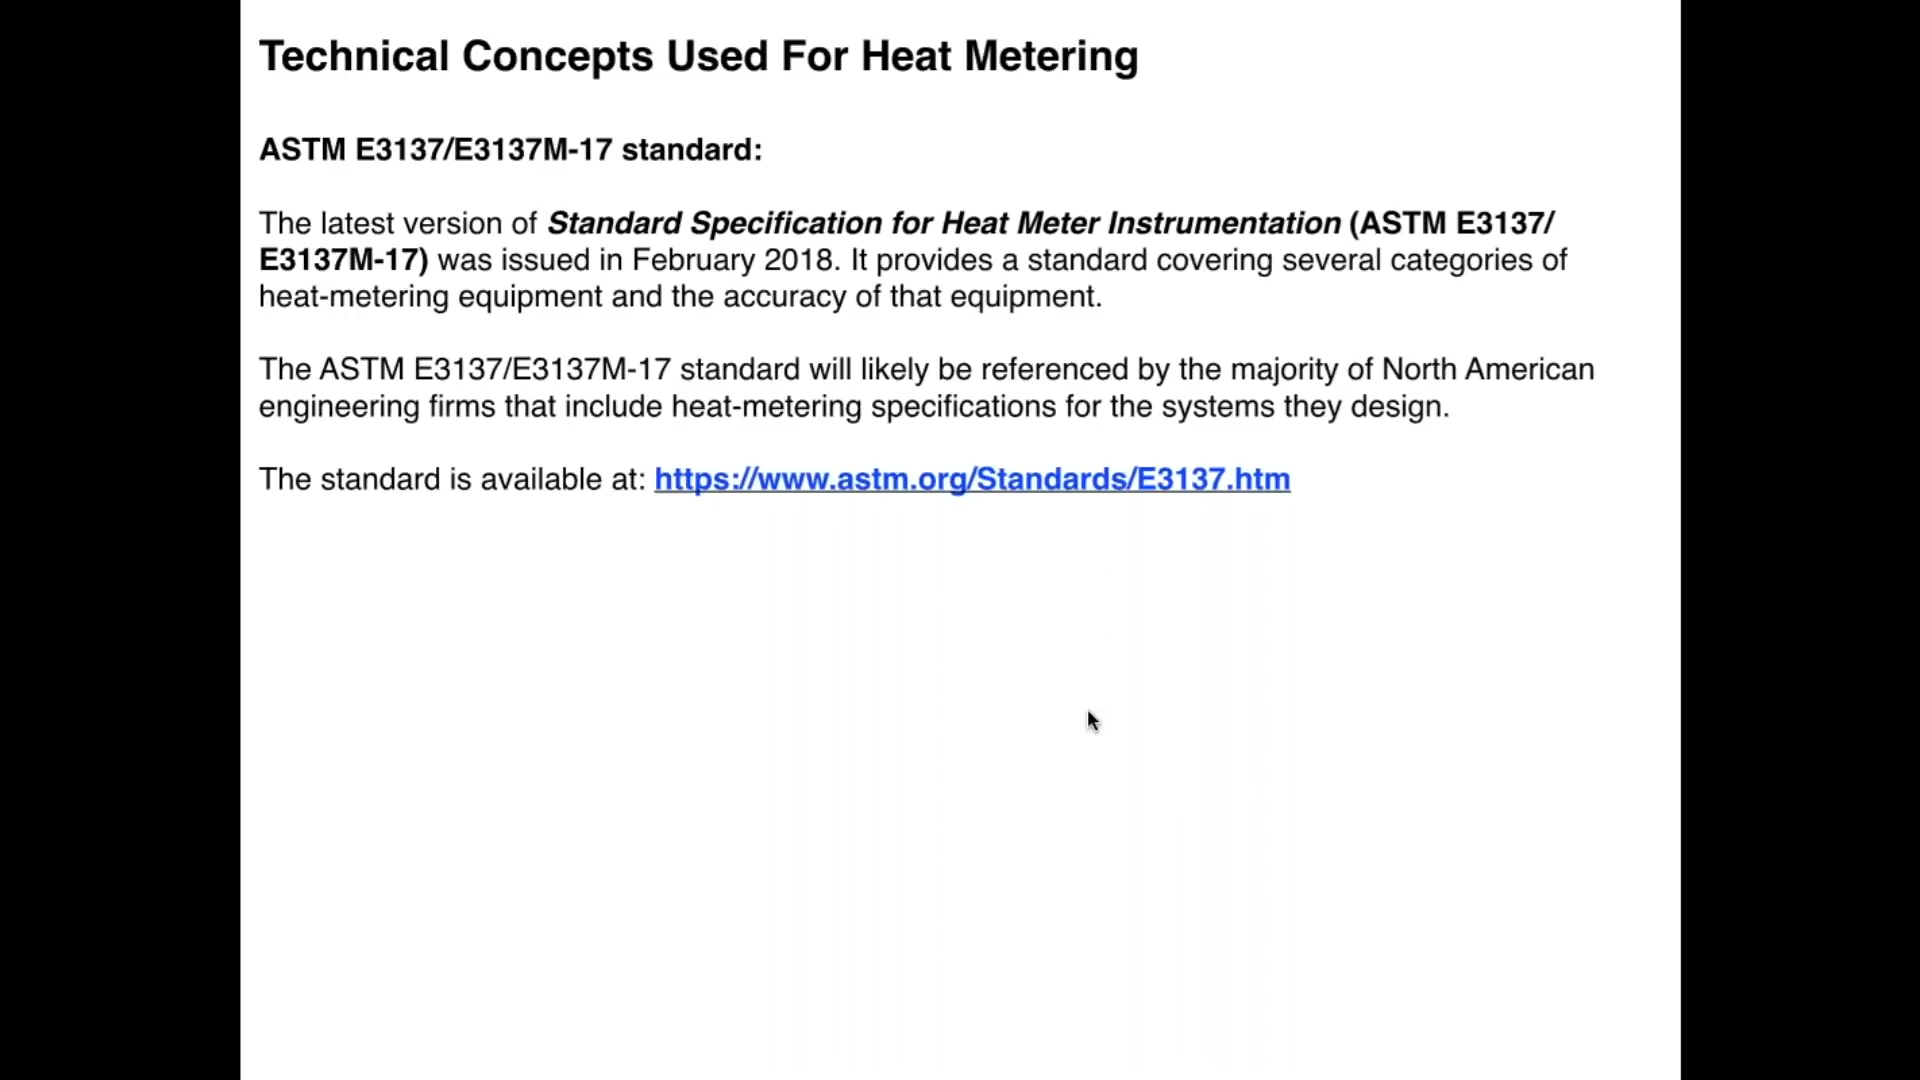 Technical Concepts Used For Heat Metering
ASTM E3137/E3137M-17 standard:
The latest version of Standard Specification for Heat Meter Instrumentation (ASTM E3137/
E3137M-17) was issued in February 2018. It provides a standard covering several categories of
heat-metering equipment and the accuracy of that equipment.
The ASTM E3137/E3137M-17 standard will likely be referenced by the majority of North American
engineering firms that include heat-metering specifications for the systems they design.
The standard is available at: https://www.astm.org/Standards/E3137.htm